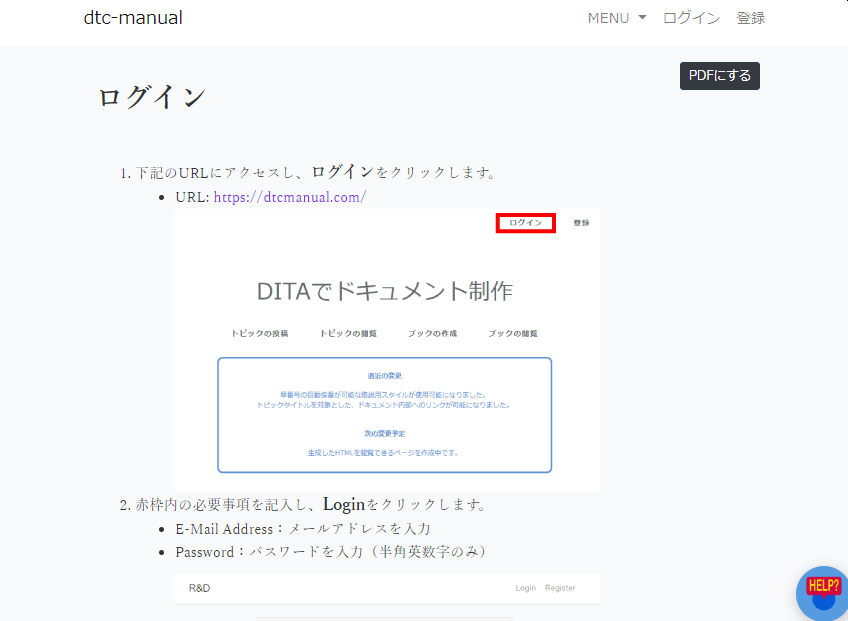 dtc-manual
MENU ログイン 登録
PDFにする
ログイン
1. 下記のURLにアクセスし、ログインをクリックします。
• URL: https://dtcmanual.com/
ログイン 登録
DITAでドキュメント制作
トピックの投稿 トピックの閲覧 ブックの作成 ブックの閲覧
直近の変更
章番号の自動編番が可能な取説用スタイルが使用可能になりました。
トピックタイトルを対象とした、ドキュメント内部へのリンクが可能になりました。
次の変更予定
生成したHTMLを閲覧できるページを作成中です。
2. 赤枠内の必要事項を記入し、Loginをクリックします。
• E-Mail Address：メールアドレスを入力
• Password：パスワードを入力（半角英数字のみ）
R&D Login Register
HELP?